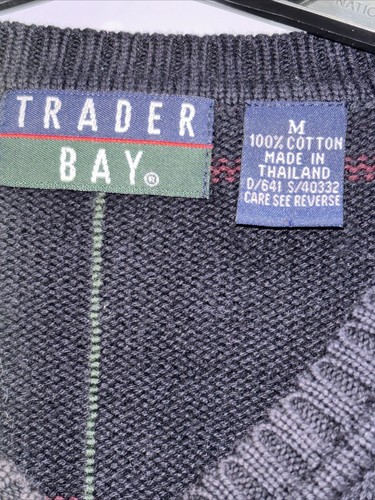 TRADER
BAY®
M
100% COTTON
MADE IN
THAILAND
D/641 S/40332
CARE SEE REVERSE